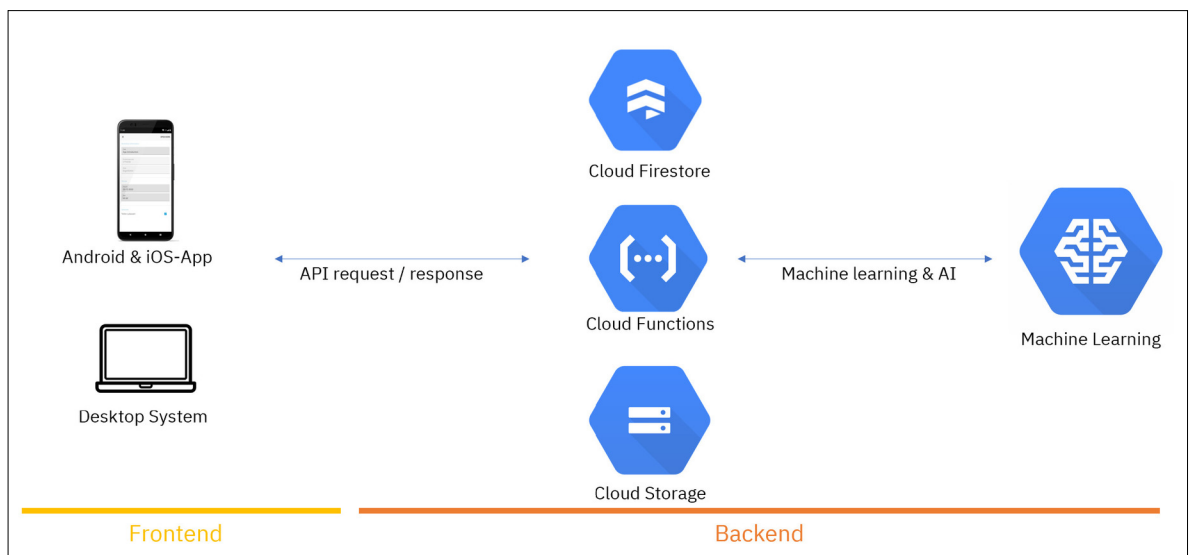 Cloud Firestore
Android & iOS-App
API request / response
Machine learning & AI
Cloud Functions
Machine Learning
Desktop System
Cloud Storage
Frontend
Backend